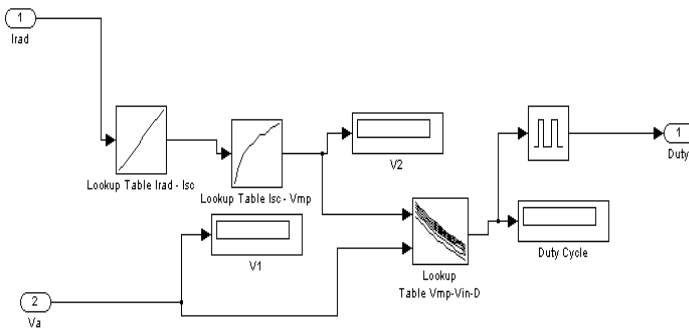 1
Irad
Lookup Table Irad - Isc
Lookup Table Isc - Vmp
V2
V1
1
Duty
Lookup
Table Vmp-Vin-D
Duty Cycle
2
Va